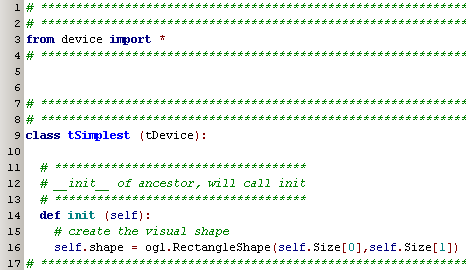 1 # *************************************************************
2 # *************************************************************
3 from device import *
4 # *************************************************************
5
6
7 # *************************************************************
8 # *************************************************************
9 class tSimplest (tDevice):
10
11 # ************************************
12 # __init__ of ancestor, will call init
13 # ************************************
14 def init (self):
15 # create the visual shape
16 self.shape = ogl.RectangleShape(self.Size[0],self.Size[1])
17 # *************************************************************